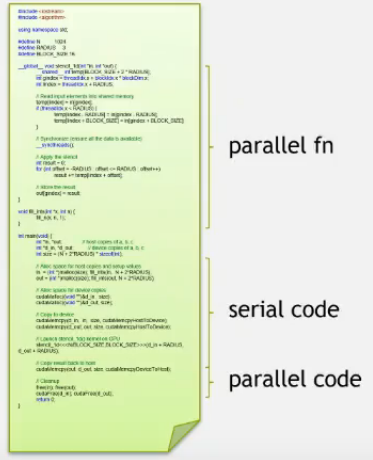 #include <iostream>
#include <algorithm>
using namespace std;
#define N 1024
#define RADIUS 3
#define BLOCK_SIZE 16
__global__ void stencil_1d(int *in, int *out) {
__shared__ int temp[BLOCK_SIZE + 2 * RADIUS];
int gindex = threadIdx.x + blockIdx.x * blockDim.x;
int lindex = threadIdx.x + RADIUS;
// Read input elements into shared memory
temp[lindex] = in[gindex];
if (threadIdx.x < RADIUS) {
temp[lindex - RADIUS] = in[gindex - RADIUS];
temp[lindex + BLOCK_SIZE] = in[gindex + BLOCK_SIZE];
}
// Synchronize (ensure all the data is available)
__syncthreads();
// Apply the stencil
int result = 0;
for (int offset = -RADIUS ; offset <= RADIUS ; offset++)
result += temp[lindex + offset];
// Store the result
out[gindex] = result;
}
void fill_ints(int *x, int n) {
fill_n(x, n, 1);
}
int main(void) {
int *in, *out; // host copies of a, b, c
int *d_in, *d_out; // device copies of a, b, c
int size = (N + 2*RADIUS) * sizeof(int);
// Alloc space for host copies and setup values
in = (int *)malloc(size); fill_ints(in, N + 2*RADIUS);
out = (int *)malloc(size); fill_ints(out, N + 2*RADIUS);
// Alloc space for device copies
cudaMalloc((void **)&d_in, size);
cudaMalloc((void **)&d_out, size);
// Copy to device
cudaMemcpy(d_in, in, size, cudaMemcpyHostToDevice);
cudaMemcpy(d_out, out, size, cudaMemcpyHostToDevice);
// Launch stencil_1d() kernel on GPU
stencil_1d<<<N/BLOCK_SIZE,BLOCK_SIZE>>>(d_in + RADIUS,
d_out + RADIUS);
// Copy result back to host
cudaMemcpy(out, d_out, size, cudaMemcpyDeviceToHost);
// Cleanup
free(in); free(out);
cudaFree(d_in); cudaFree(d_out);
return 0;
}
parallel fn
serial code
parallel code